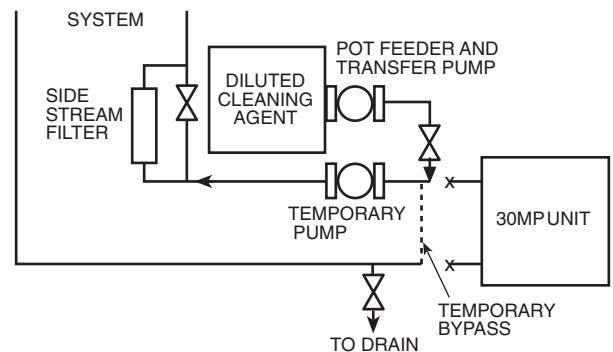 SYSTEM
POT FEEDER AND
TRANSFER PUMP
DILUTED
CLEANING
AGENT
SIDE
STREAM
FILTER
TEMPORARY
PUMP
x
x
30MP UNIT
TEMPORARY
BYPASS
TO DRAIN